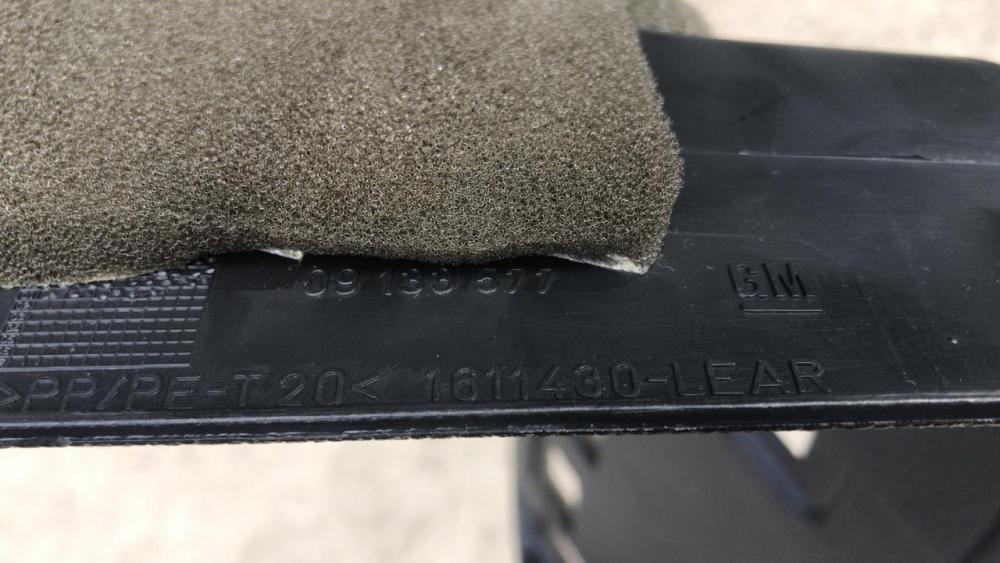 09 133 577
GM
>PP/PE-T20< 1611430-LEAR